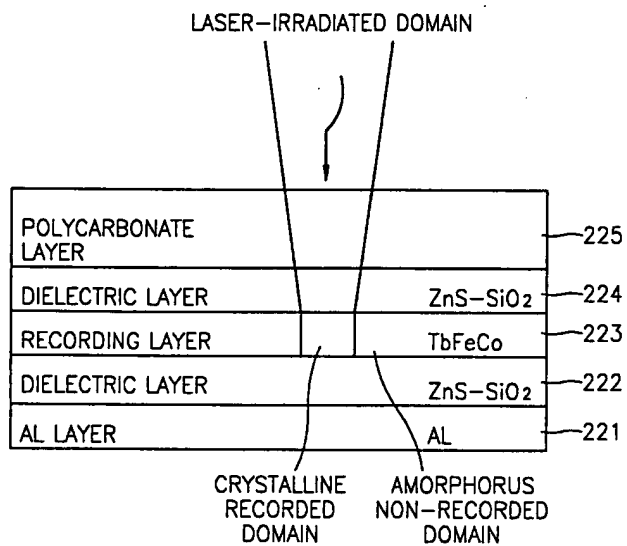 LASER-IRRADIATED DOMAIN
POLYCARBONATE
LAYER
225
DIELECTRIC LAYER ZnS-SiO2 224
RECORDING LAYER TbFeCo 223
DIELECTRIC LAYER ZnS-SiO2 222
AL LAYER AL 221
CRYSTALLINE
RECORDED
DOMAIN
AMORPHORUS
NON-RECORDED
DOMAIN